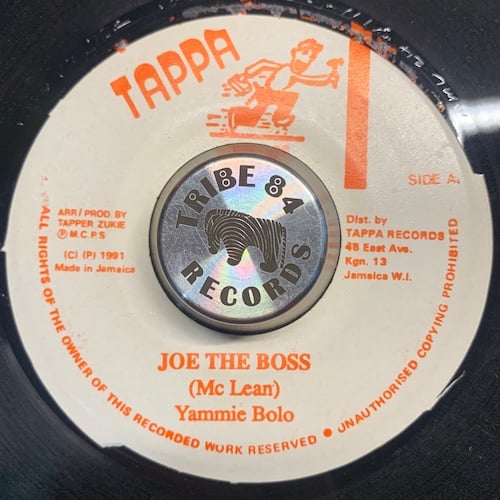 TAPPA
SIDE A.
ARR/PROD BY
TAPPER ZUKIE
Ⓟ M.C.P.S
(C) (P) 1991
Made in Jamaica
TRIBE 84
RECORDS
Dist. by
TAPPA RECORDS
48 East Ave.
Kgn. 13
Jamaica W.I.
JOE THE BOSS
(Mc Lean)
Yammie Bolo
ALL RIGHTS OF THE OWNER OF THIS RECORDED WORK RESERVED ● UNAUTHORISED COPYING PROHIBITED